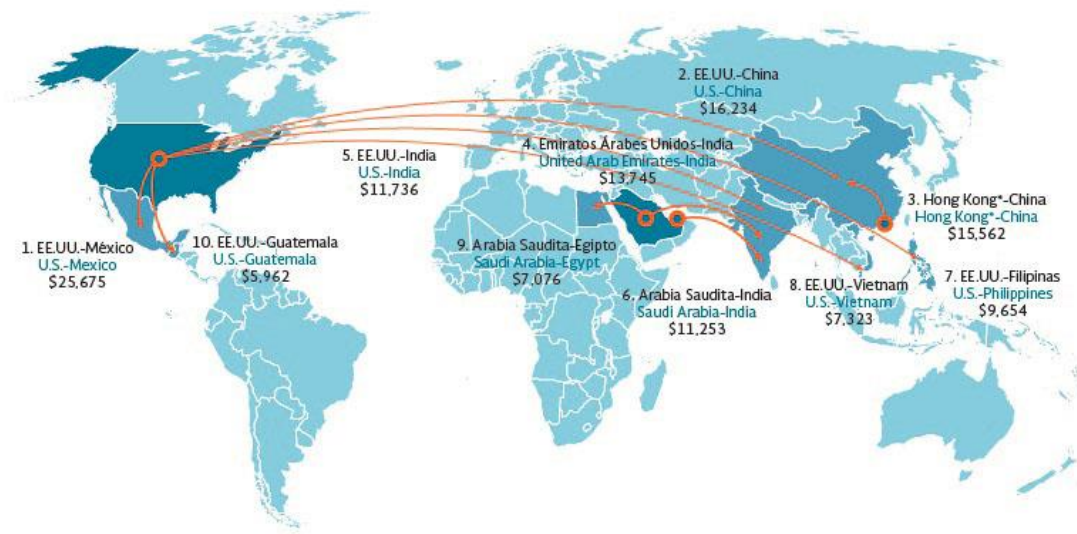 1. EE.UU.-México
U.S.-Mexico
$25,675
2. EE.UU.-China
U.S.-China
$16,234
3. Hong Kong*-China
Hong Kong*-China
$15,562
4. Emiratos Árabes Unidos-India
United Arab Emirates-India
$13,745
5. EE.UU.-India
U.S.-India
$11,736
6. Arabia Saudita-India
Saudi Arabia-India
$11,253
7. EE.UU.-Filipinas
U.S.-Philippines
$9,654
8. EE.UU.-Vietnam
U.S.-Vietnam
$7,323
9. Arabia Saudita-Egipto
Saudi Arabia-Egypt
$7,076
10. EE.UU.-Guatemala
U.S.-Guatemala
$5,962